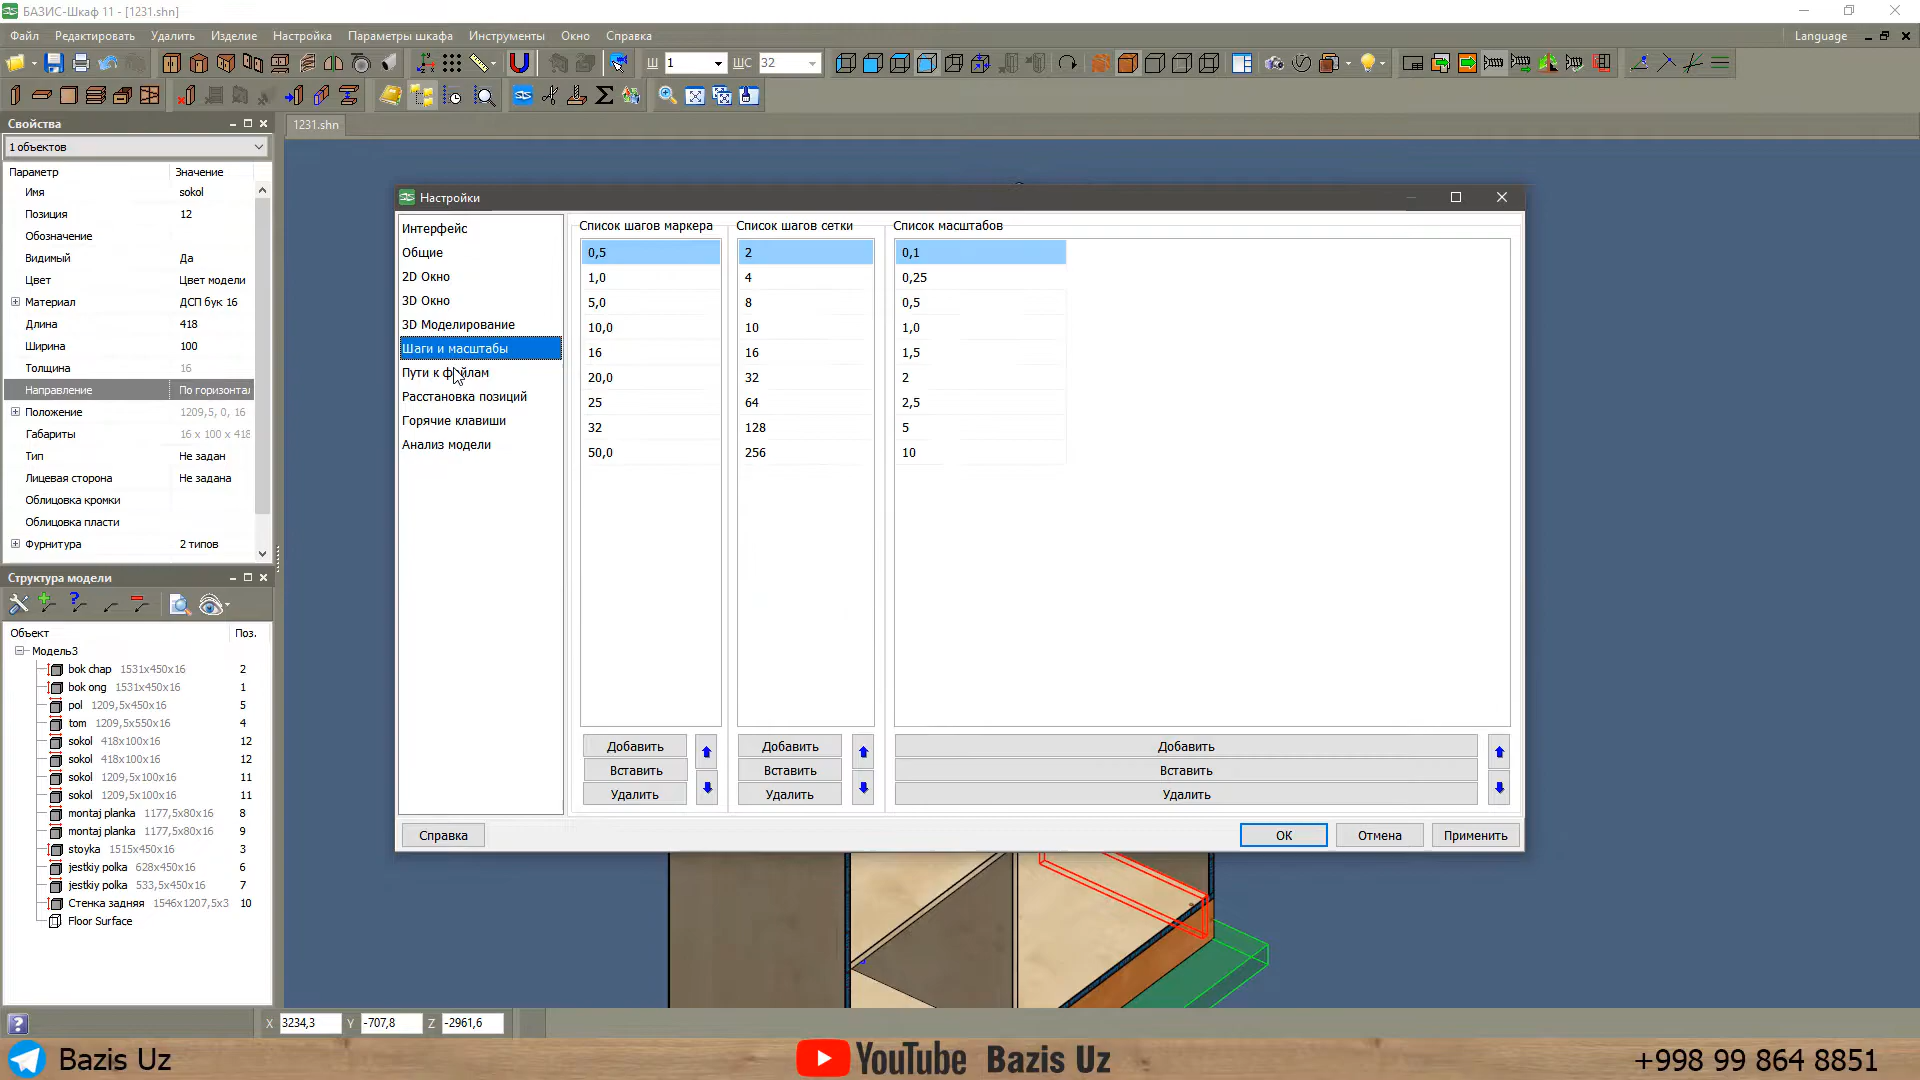 БАЗИС-Шкаф 11 - [1231.shn]
Файл Редактировать Удалить Изделие Настройка Параметры шкафа Инструменты Окно Справка Language
Ш 1 ШС 32
Свойства
1231.shn
1 объектов
Параметр Значение
Имя sokol
Позиция 12
Обозначение
Видимый Да
Цвет Цвет модели
Материал ДСП бук 16
Длина 418
Ширина 100
Толщина 16
Направление По горизонтал
Положение 1209,5, 0, 16
Габариты 16 x 100 x 418
Тип Не задан
Лицевая сторона Не задана
Облицовка кромки
Облицовка пласти
Фурнитура 2 типов
Структура модели
Объект Поз.
Модель3
bok chap 1531x450x16 2
bok ong 1531x450x16 1
pol 1209,5x450x16 5
tom 1209,5x550x16 4
sokol 418x100x16 12
sokol 418x100x16 12
sokol 1209,5x100x16 11
sokol 1209,5x100x16 11
montaj planka 1177,5x80x16 8
montaj planka 1177,5x80x16 9
stoyka 1515x450x16 3
jestkiy polka 628x450x16 6
jestkiy polka 533,5x450x16 7
Стенка задняя 1546x1207,5x3 10
Floor Surface
Настройки
Интерфейс
Общие
2D Окно
3D Окно
3D Моделирование
Шаги и масштабы
Пути к файлам
Расстановка позиций
Горячие клавиши
Анализ модели
Список шагов маркера
0,5
1,0
5,0
10,0
16
20,0
25
32
50,0
Добавить
Вставить
Удалить
Список шагов сетки
2
4
8
10
16
32
64
128
256
Добавить
Вставить
Удалить
Список масштабов
0,1
0,25
0,5
1,0
1,5
2
2,5
5
10
Добавить
Вставить
Удалить
Справка OK Отмена Применить
X 3234,3 Y -707,8 Z -2961,6
Bazis Uz YouTube Bazis Uz +998 99 864 8851